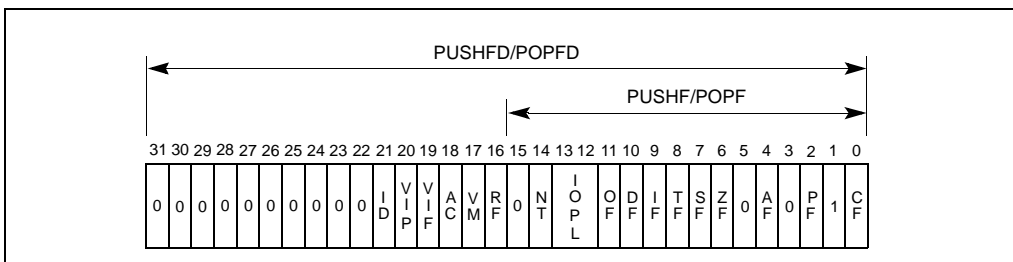 PUSHFD/POPFD
PUSHF/POPF
31 30 29 28 27 26 25 24 23 22 21 20 19 18 17 16 15 14 13 12 11 10 9 8 7 6 5 4 3 2 1 0
0 0 0 0 0 0 0 0 0 0 ID VIP VIF AC VM RF 0 NT IOPL OF DF IF TF SF ZF 0 AF 0 PF 1 CF